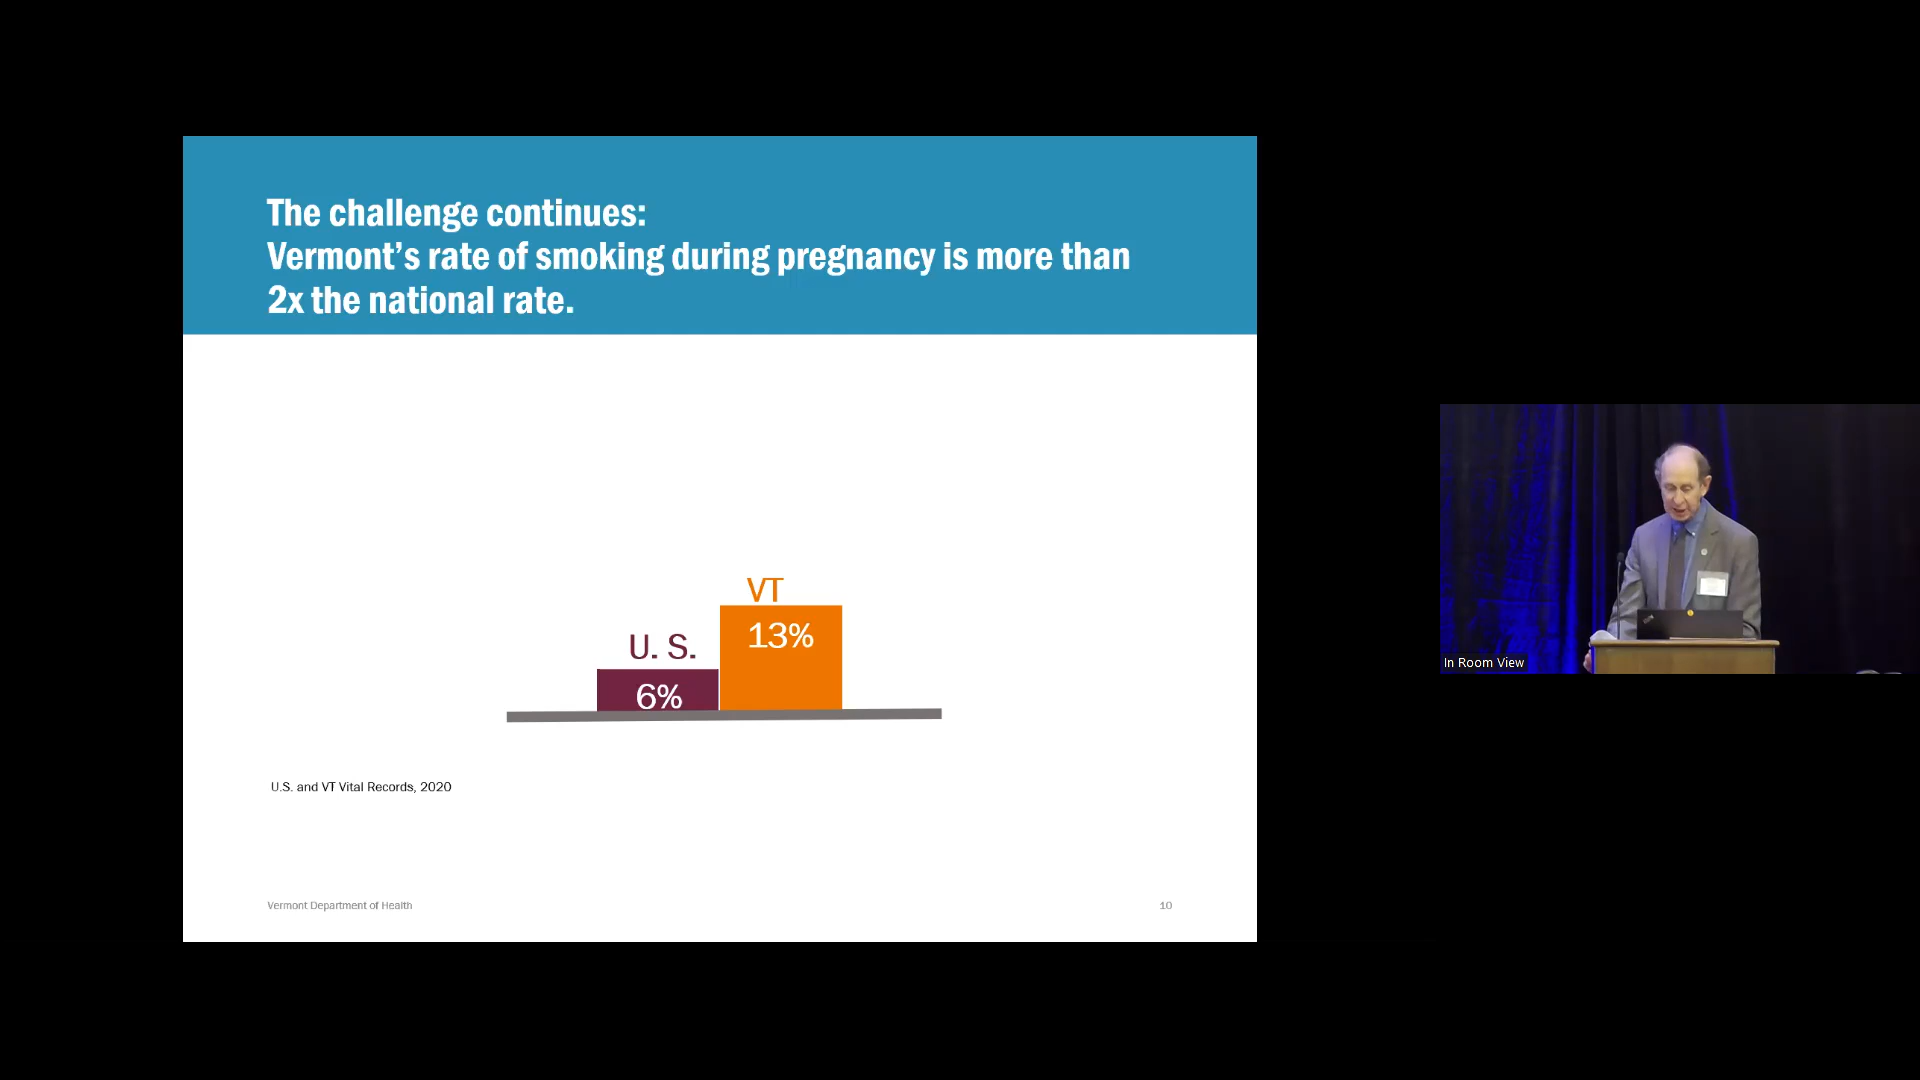 The challenge continues:
Vermont’s rate of smoking during pregnancy is more than
2x the national rate.
VT
13%
U. S.
6%
U.S. and VT Vital Records, 2020
Vermont Department of Health
10
In Room View